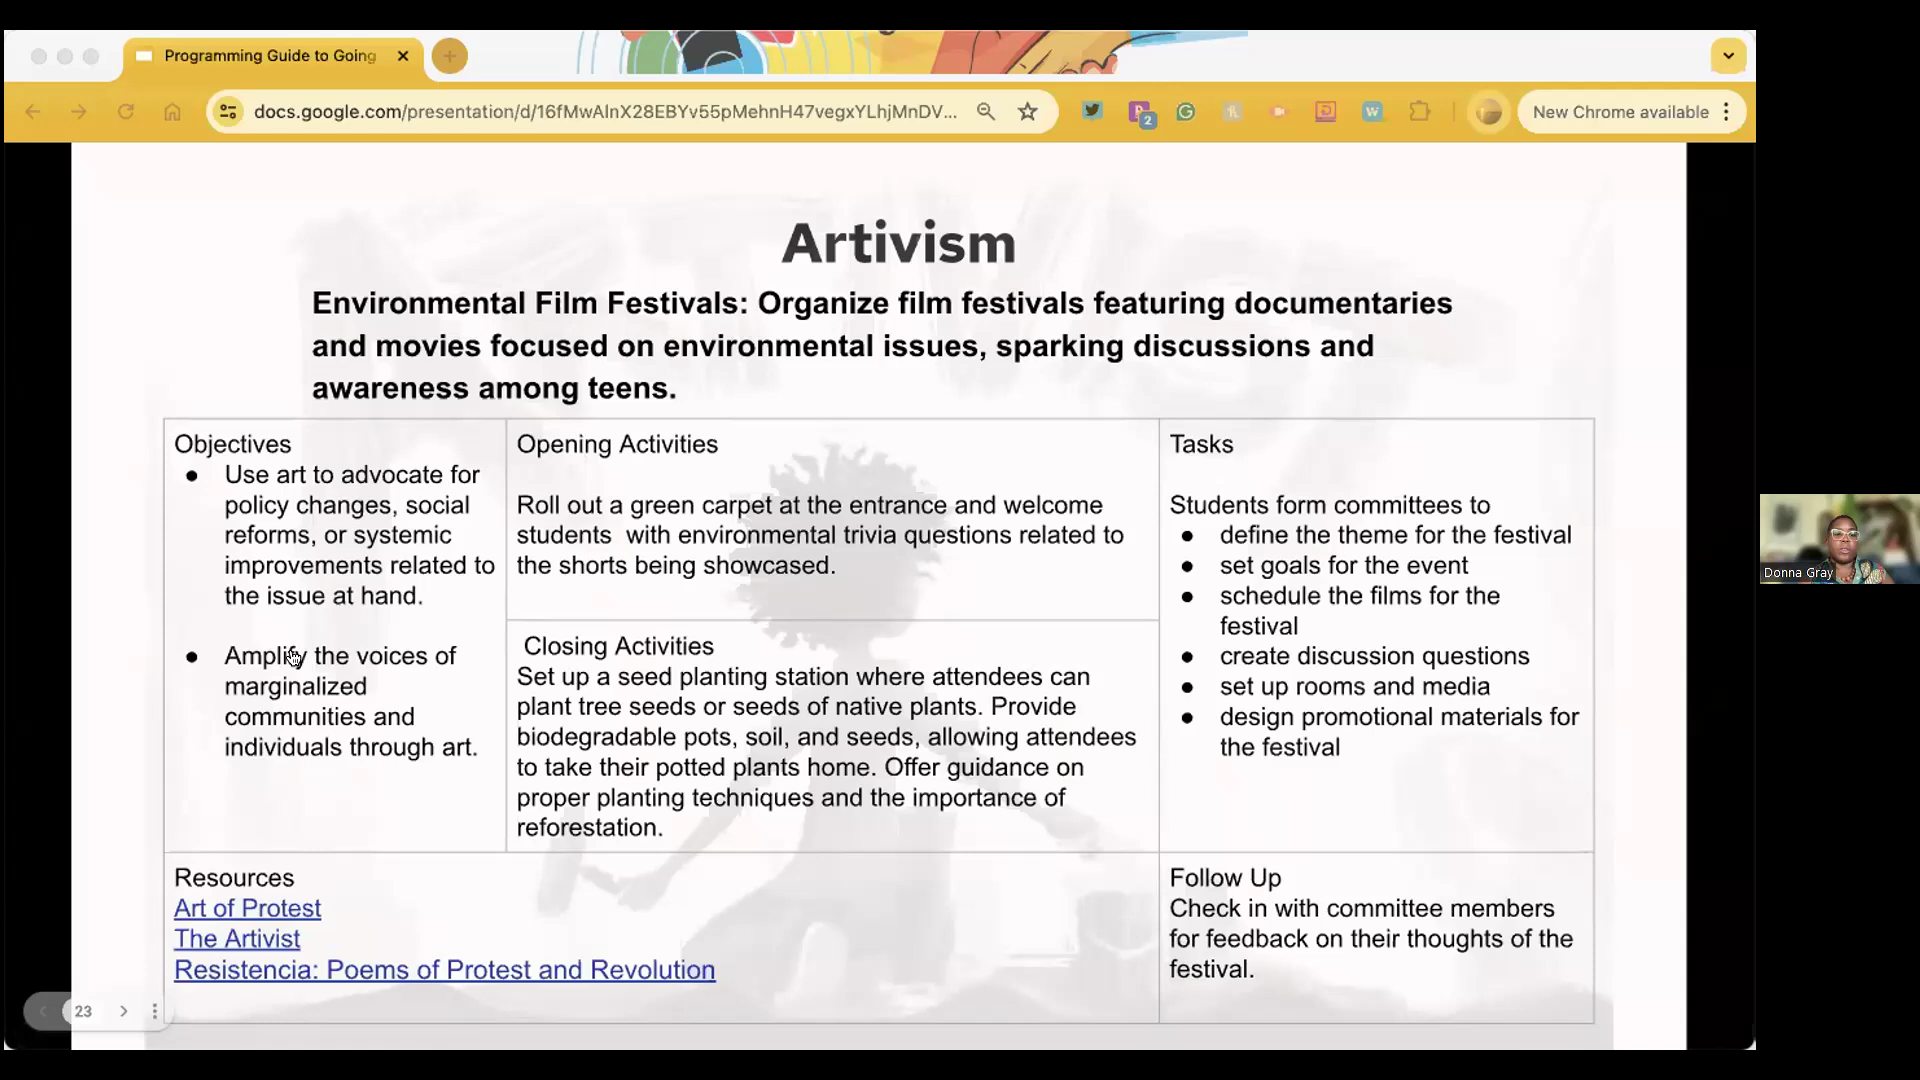 Programming Guide to Going
docs.google.com/presentation/d/16fMwAlnX28EBYv55pMehnH47vegxYLhjMnDV...
2
New Chrome available
Artivism
Environmental Film Festivals: Organize film festivals featuring documentaries
and movies focused on environmental issues, sparking discussions and
awareness among teens.
Objectives
● Use art to advocate for
policy changes, social
reforms, or systemic
improvements related to
the issue at hand.
● Amplify the voices of
marginalized
communities and
individuals through art.
Opening Activities
Roll out a green carpet at the entrance and welcome
students with environmental trivia questions related to
the shorts being showcased.
Closing Activities
Set up a seed planting station where attendees can
plant tree seeds or seeds of native plants. Provide
biodegradable pots, soil, and seeds, allowing attendees
to take their potted plants home. Offer guidance on
proper planting techniques and the importance of
reforestation.
Tasks
Students form committees to
● define the theme for the festival
● set goals for the event
● schedule the films for the
festival
● create discussion questions
● set up rooms and media
● design promotional materials for
the festival
Resources
Art of Protest
The Artivist
Resistencia: Poems of Protest and Revolution
Follow Up
Check in with committee members
for feedback on their thoughts of the
festival.
23
Donna Gray